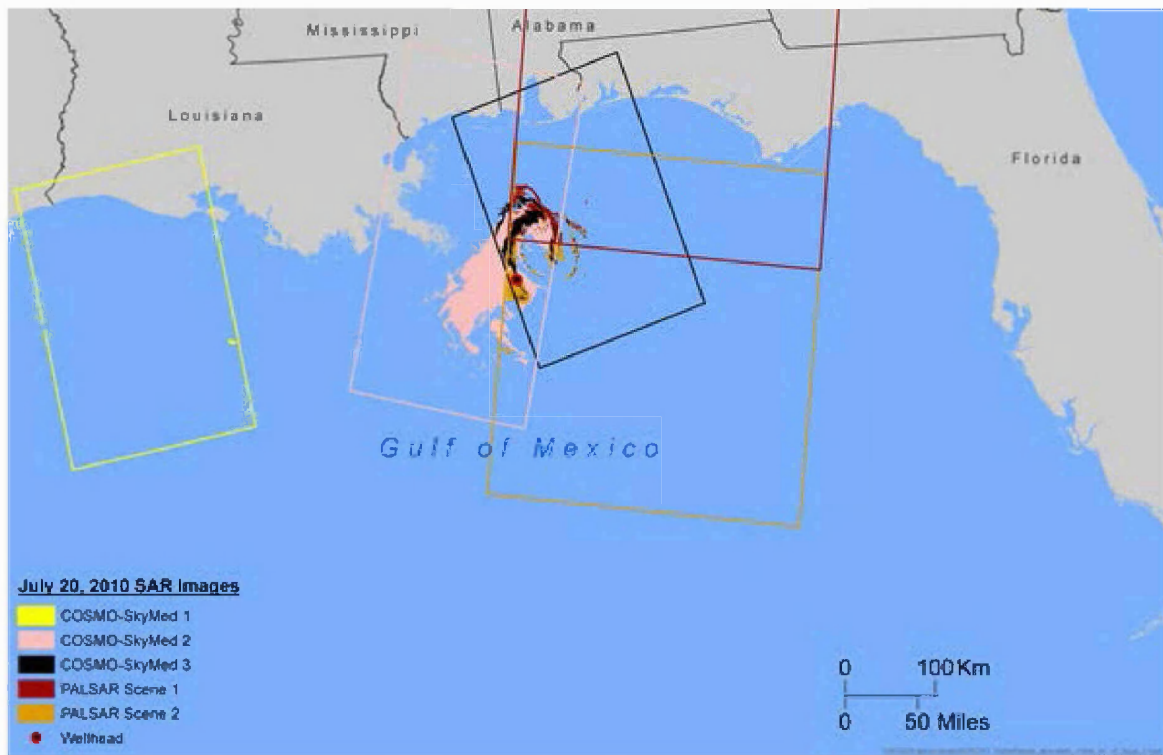 Mississippi
Alabama
Louisiana
Florida
Gulf of Mexico
July 20, 2010 SAR Images
COSMO-SkyMed 1
COSMO-SkyMed 2
COSMO-SkyMed 3
PALSAR Scene 1
PALSAR Scene 2
Wellhead
0 100 Km
0 50 Miles